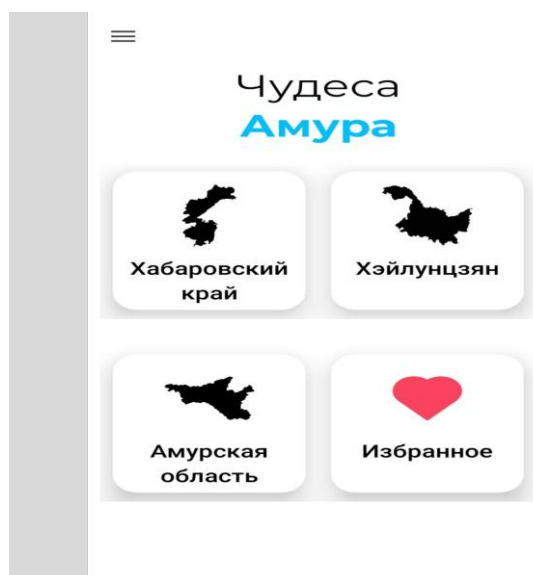 Чудеса
Амура
Хабаровский
край
Хэйлунцзян
Амурская
область
Избранное